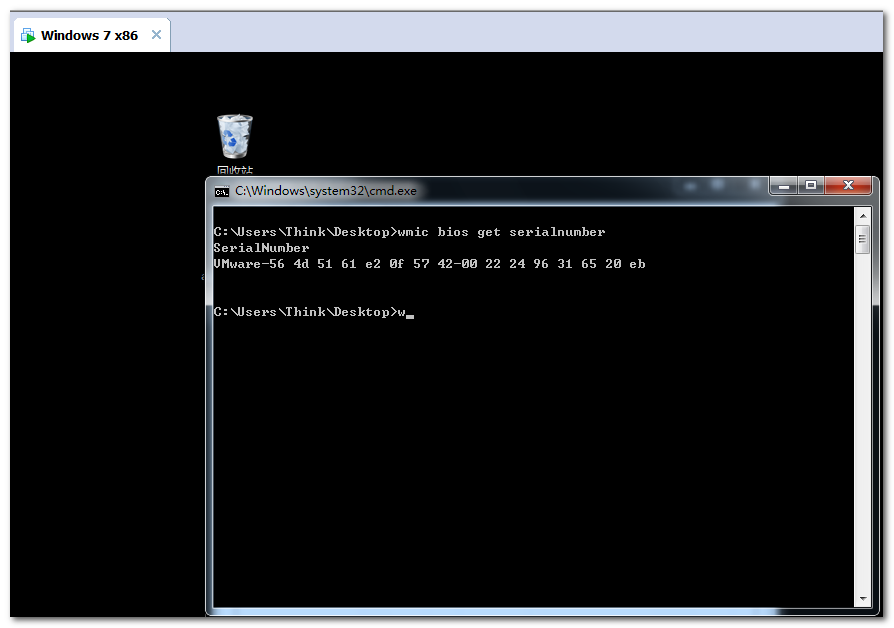 Windows 7 x86
回收站
C:\Windows\system32\cmd.exe
C:\Users\Think\Desktop>wmic bios get serialnumber
SerialNumber
VMware-56 4d 51 61 e2 0f 57 42-00 22 24 96 31 65 20 eb
C:\Users\Think\Desktop>w